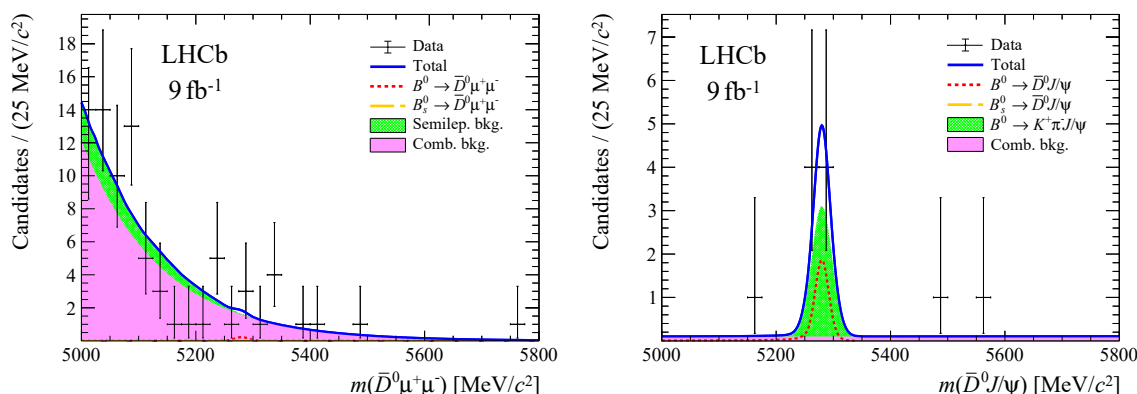 Candidates / (25 MeV/c²)
18
16
14
12
10
8
6
4
2
LHCb
9 fb⁻¹
Data
Total
B⁰ → D̅⁰μ⁺μ⁻
B⁰ₛ → D̅⁰μ⁺μ⁻
Semilep. bkg.
Comb. bkg.
5000 5200 5400 5600 5800
m(D̅⁰μ⁺μ⁻) [MeV/c²]
Candidates / (25 MeV/c²)
7
6
5
4
3
2
1
LHCb
9 fb⁻¹
Data
Total
B⁰ → D̅⁰J/ψ
B⁰ₛ → D̅⁰J/ψ
B⁰ → K⁺π⁻J/ψ
Comb. bkg.
5000 5200 5400 5600 5800
m(D̅⁰J/ψ) [MeV/c²]